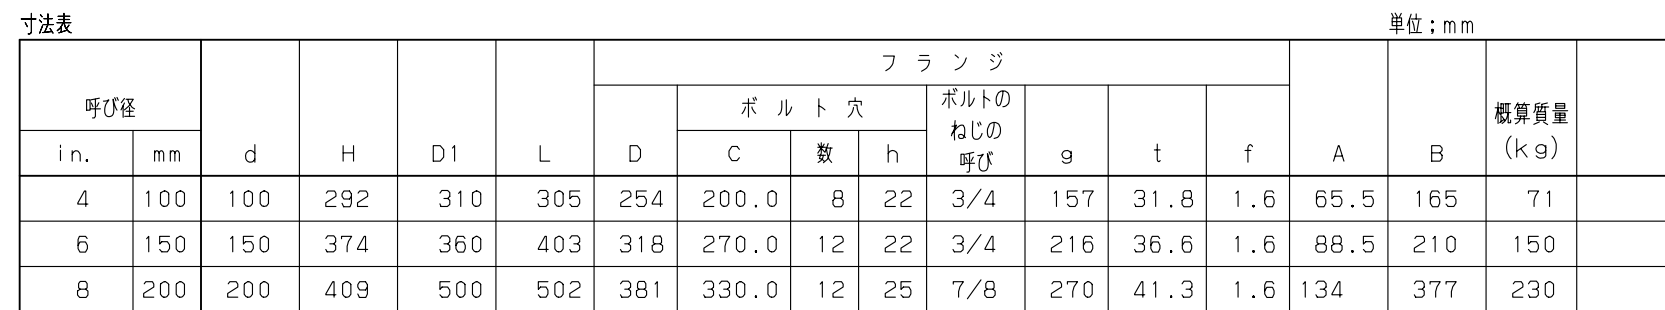 寸法表 単位;mm
フランジ
呼び径 ボルト穴 ボルトの 概算質量
ねじの
in. mm d H D1 L D C 数 h 呼び g t f A B (kg)
4 100 100 292 310 305 254 200.0 8 22 3/4 157 31.8 1.6 65.5 165 71
6 150 150 374 360 403 318 270.0 12 22 3/4 216 36.6 1.6 88.5 210 150
8 200 200 409 500 502 381 330.0 12 25 7/8 270 41.3 1.6 134 377 230